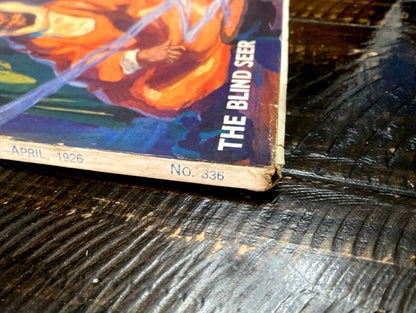 THE BLIND SEER
APRIL, 1926
No. 336